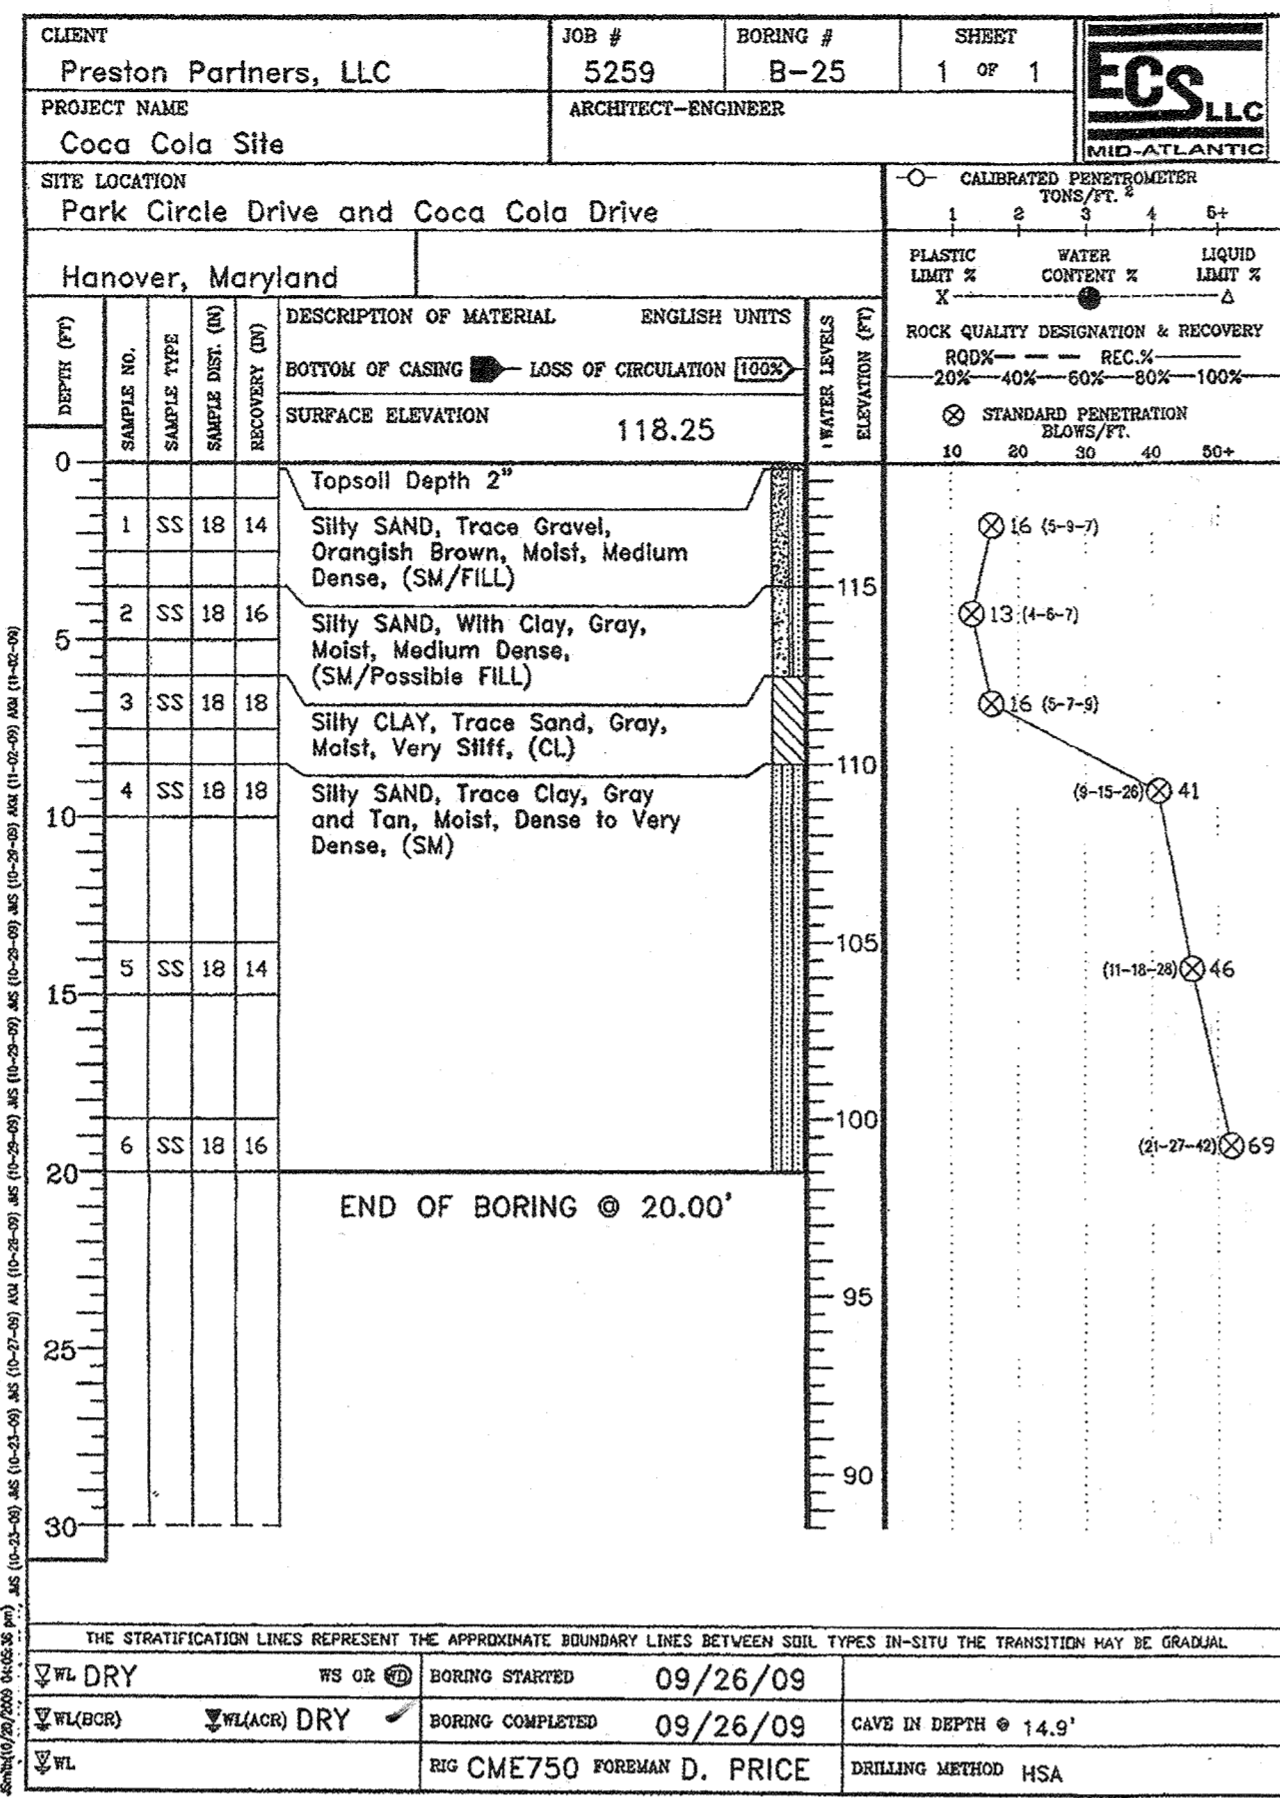 CLIENT
Preston Partners, LLC
JOB #
5259
BORING #
B-25
SHEET
1 OF 1
ECS LLC
MID-ATLANTIC
PROJECT NAME
Coca Cola Site
ARCHITECT-ENGINEER
SITE LOCATION
Park Circle Drive and Coca Cola Drive
Hanover, Maryland
CALIBRATED PENETROMETER
TONS/FT. 2
1 2 3 4 5+
PLASTIC LIMIT %
WATER CONTENT %
LIQUID LIMIT %
X
ROCK QUALITY DESIGNATION & RECOVERY
RQD% REC.%
20% 40% 60% 80% 100%
STANDARD PENETRATION
BLOWS/FT.
10 20 30 40 50+
DEPTH (FT)
SAMPLE NO.
SAMPLE TYPE
SAMPLE DIST. (IN)
RECOVERY (IN)
DESCRIPTION OF MATERIAL ENGLISH UNITS
BOTTOM OF CASING LOSS OF CIRCULATION 100%
SURFACE ELEVATION 118.25
WATER LEVELS
ELEVATION (FT)
0
Topsoil Depth 2"
1 SS 18 14
Silty SAND, Trace Gravel,
Orangish Brown, Moist, Medium
Dense, (SM/FILL)
16 (5-9-7)
115
2 SS 18 16
Silty SAND, With Clay, Gray,
Moist, Medium Dense,
(SM/Possible FILL)
13 (4-6-7)
5
3 SS 18 18
Silty CLAY, Trace Sand, Gray,
Moist, Very Stiff, (CL)
16 (5-7-9)
110
4 SS 18 18
Silty SAND, Trace Clay, Gray
and Tan, Moist, Dense to Very
Dense, (SM)
(9-15-26) 41
10
105
5 SS 18 14
(11-18-28) 46
15
100
6 SS 18 16
(21-27-42) 69
20
END OF BORING @ 20.00'
95
25
90
30
THE STRATIFICATION LINES REPRESENT THE APPROXIMATE BOUNDARY LINES BETWEEN SOIL TYPES IN-SITU THE TRANSITION MAY BE GRADUAL
WL DRY WS OR WD
BORING STARTED 09/26/09
WL(BCR) WL(ACR) DRY
BORING COMPLETED 09/26/09
CAVE IN DEPTH @ 14.9'
WL
RIG CME750 FOREMAN D. PRICE
DRILLING METHOD HSA